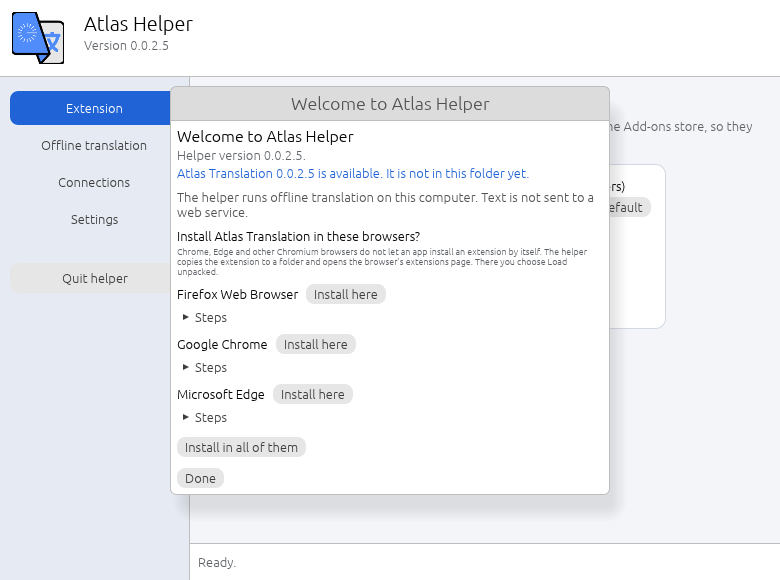 Atlas Helper
Version 0.0.2.5
Extension
Offline translation
Connections
Settings
Quit helper
Welcome to Atlas Helper
Welcome to Atlas Helper
Helper version 0.0.2.5.
Atlas Translation 0.0.2.5 is available. It is not in this folder yet.
The helper runs offline translation on this computer. Text is not sent to a
web service.
Install Atlas Translation in these browsers?
Chrome, Edge and other Chromium browsers do not let an app install an extension by itself. The helper
copies the extension to a folder and opens the browser's extensions page. There you choose Load
unpacked.
Firefox Web Browser Install here
Steps
Google Chrome Install here
Steps
Microsoft Edge Install here
Steps
Install in all of them
Done
Add-ons store, so they
Ready.